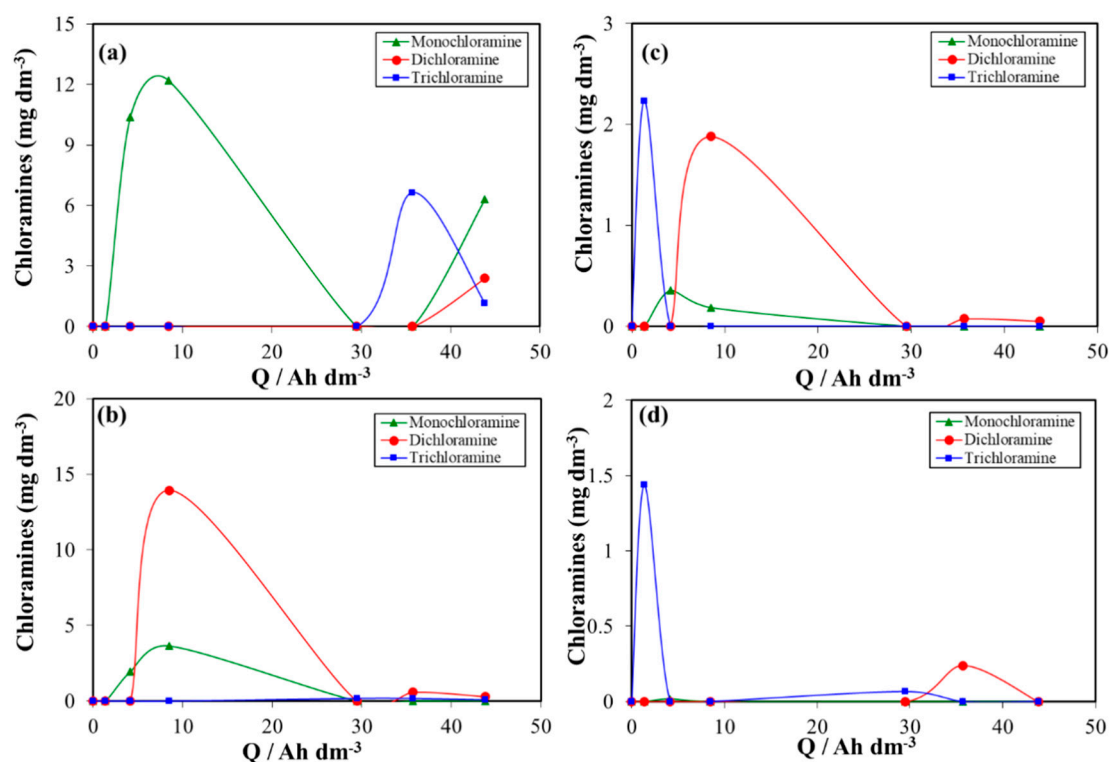 (a)
Monochloramine
Dichloramine
Trichloramine
Chloramines (mg dm-3)
15
12
9
6
3
0
0 10 20 30 40 50
Q / Ah dm-3
(c)
Monochloramine
Dichloramine
Trichloramine
Chloramines (mg dm-3)
3
2
1
0
0 10 20 30 40 50
Q / Ah dm-3
(b)
Monochloramine
Dichloramine
Trichloramine
Chloramines (mg dm-3)
20
15
10
5
0
0 10 20 30 40 50
Q / Ah dm-3
(d)
Monochloramine
Dichloramine
Trichloramine
Chloramines (mg dm-3)
2
1.5
1
0.5
0
0 10 20 30 40 50
Q / Ah dm-3